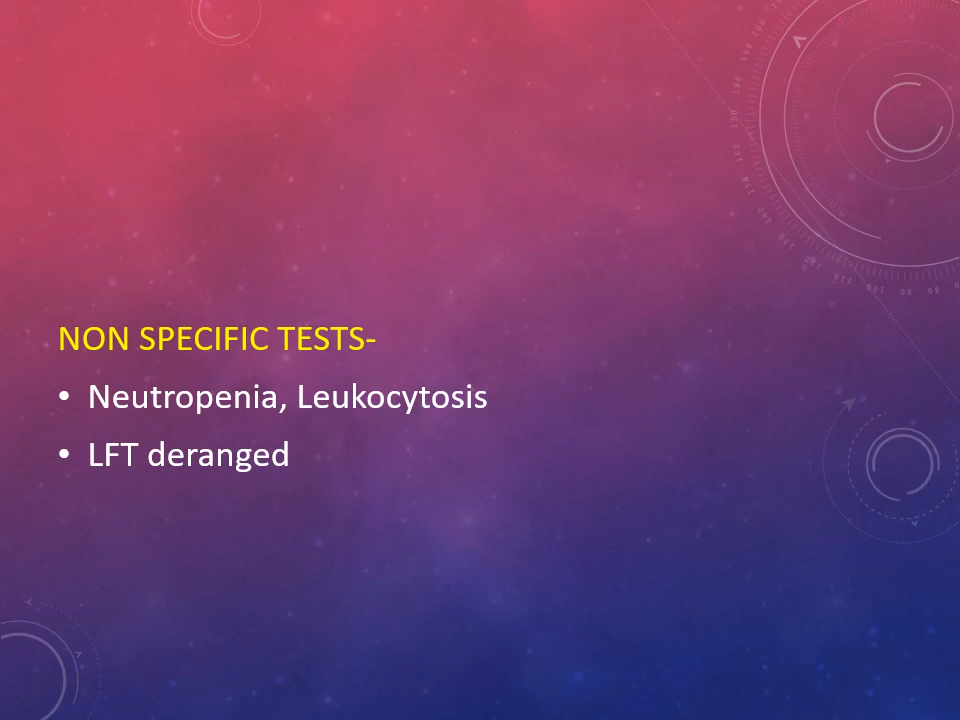 NON SPECIFIC TESTS-
• Neutropenia, Leukocytosis
• LFT deranged